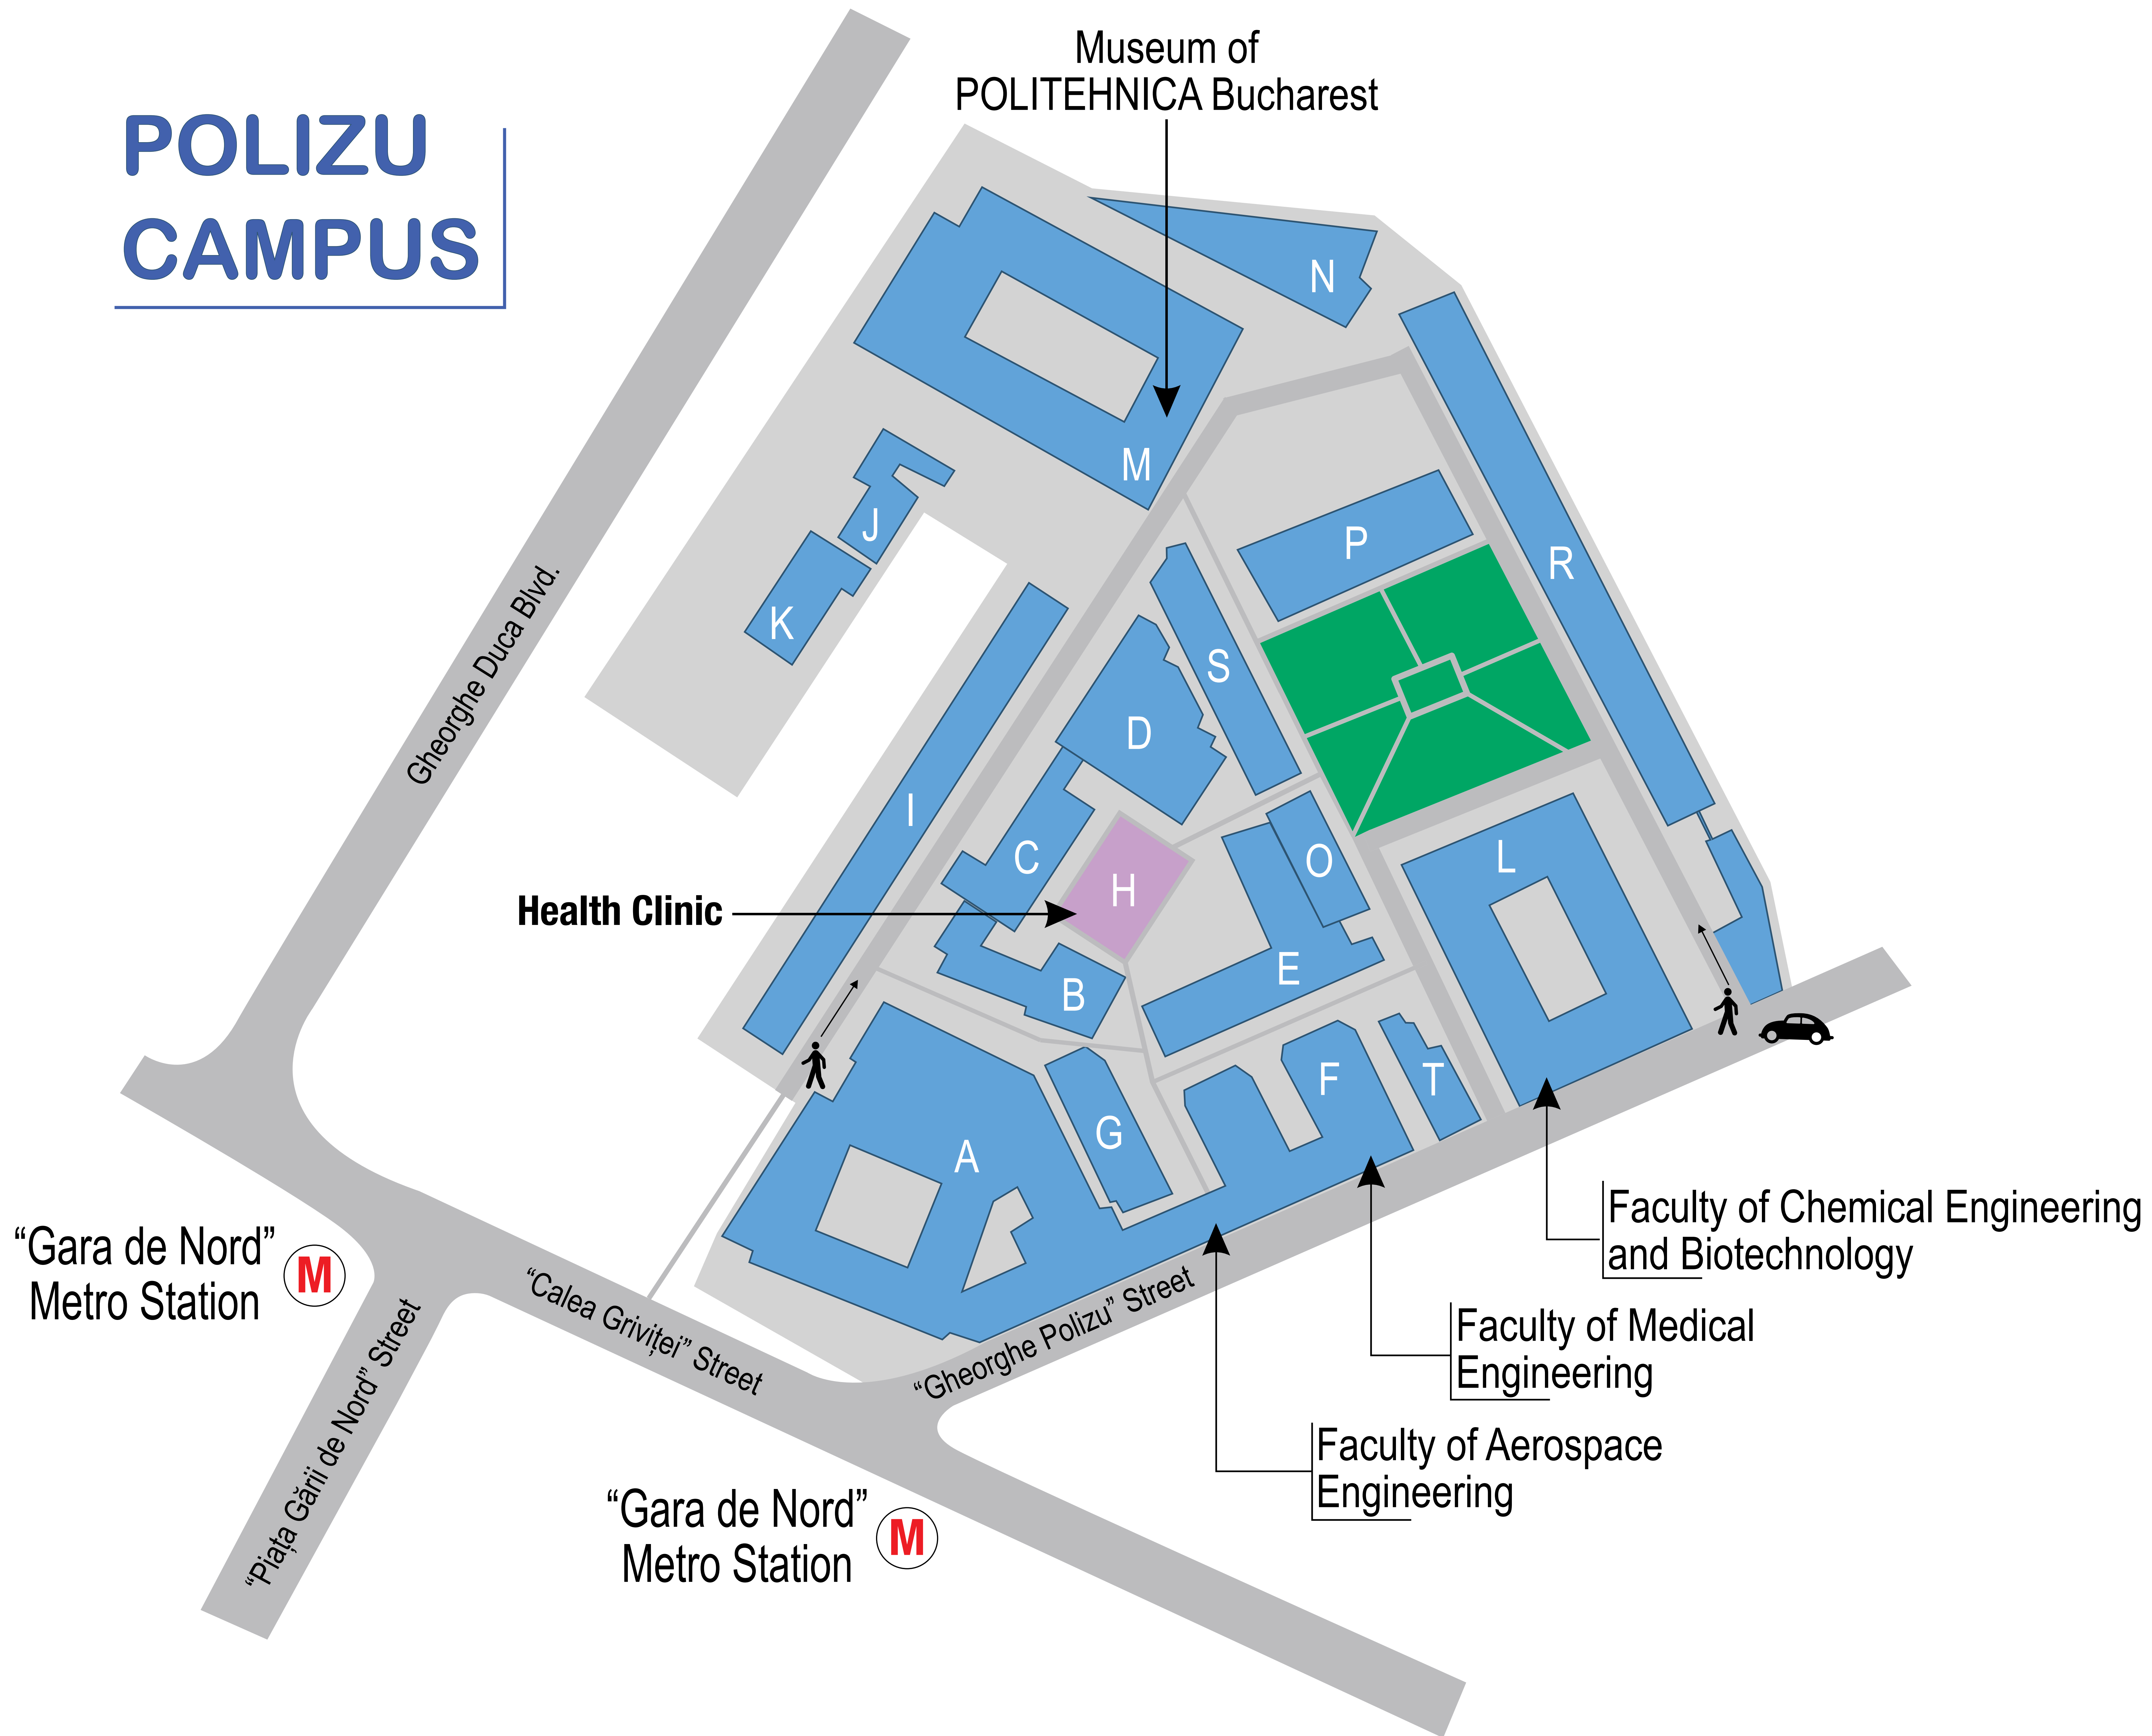 POLIZU
CAMPUS
Museum of
POLITEHNICA Bucharest
N
M
J
P
R
K
S
D
I
C
L
O
Health Clinic
H
E
B
F
T
G
A
Gheorghe Duca Blvd.
Faculty of Chemical Engineering
and Biotechnology
“Gara de Nord”
Metro Station
M
“Calea Griviței” Street
“Gheorghe Polizu” Street
Faculty of Medical
Engineering
“Piața Gării de Nord” Street
Faculty of Aerospace
Engineering
“Gara de Nord”
Metro Station
M